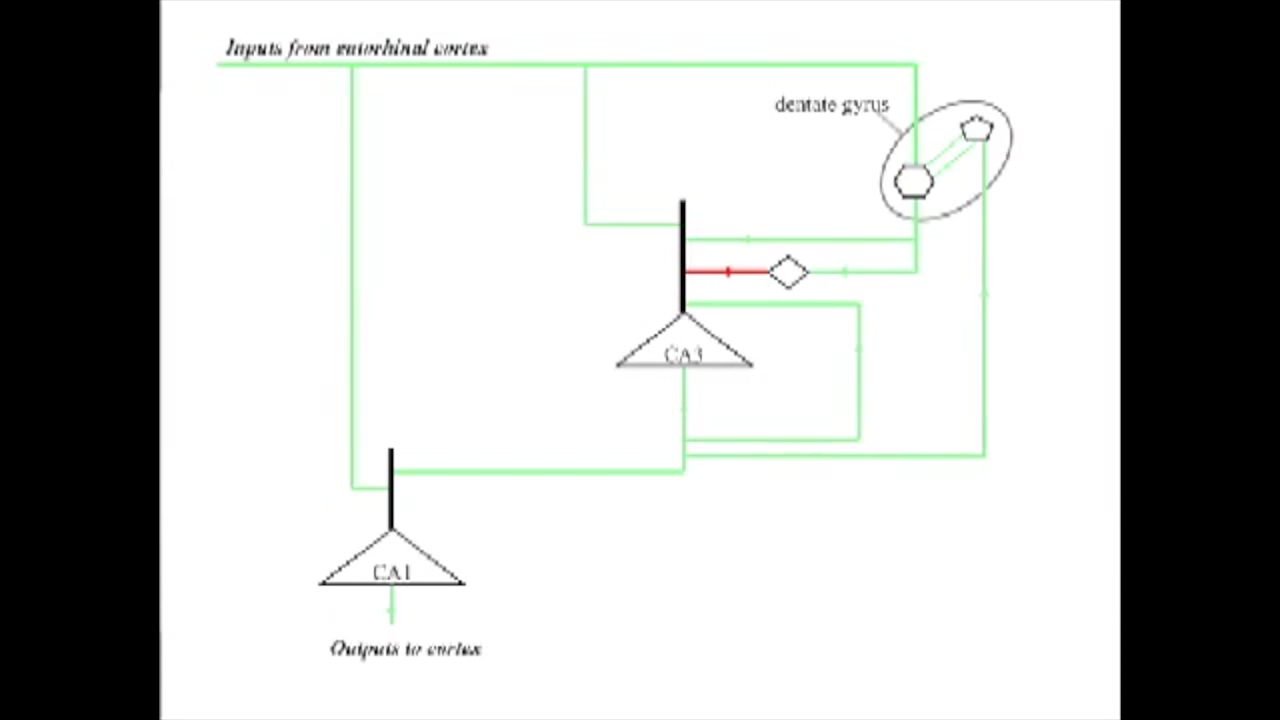 Inputs from entorhinal cortex
dentate gyrus
CA3
CA1
Outputs to cortex